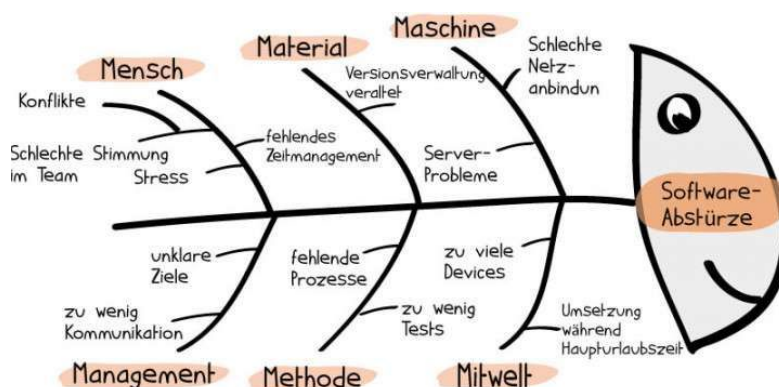 Mensch
Material
Maschine
Konflikte
Schlechte Stimmung
im Team
Stress
fehlendes
Zeitmanagement
Versionsverwaltung
veraltet
Schlechte
Netz-
anbindun
Server-
Probleme
Software-
Abstürze
unklare
Ziele
zu wenig
Kommunikation
fehlende
Prozesse
zu wenig
Tests
zu viele
Devices
Umsetzung
während
Haupturlaubszeit
Management
Methode
Mitwelt